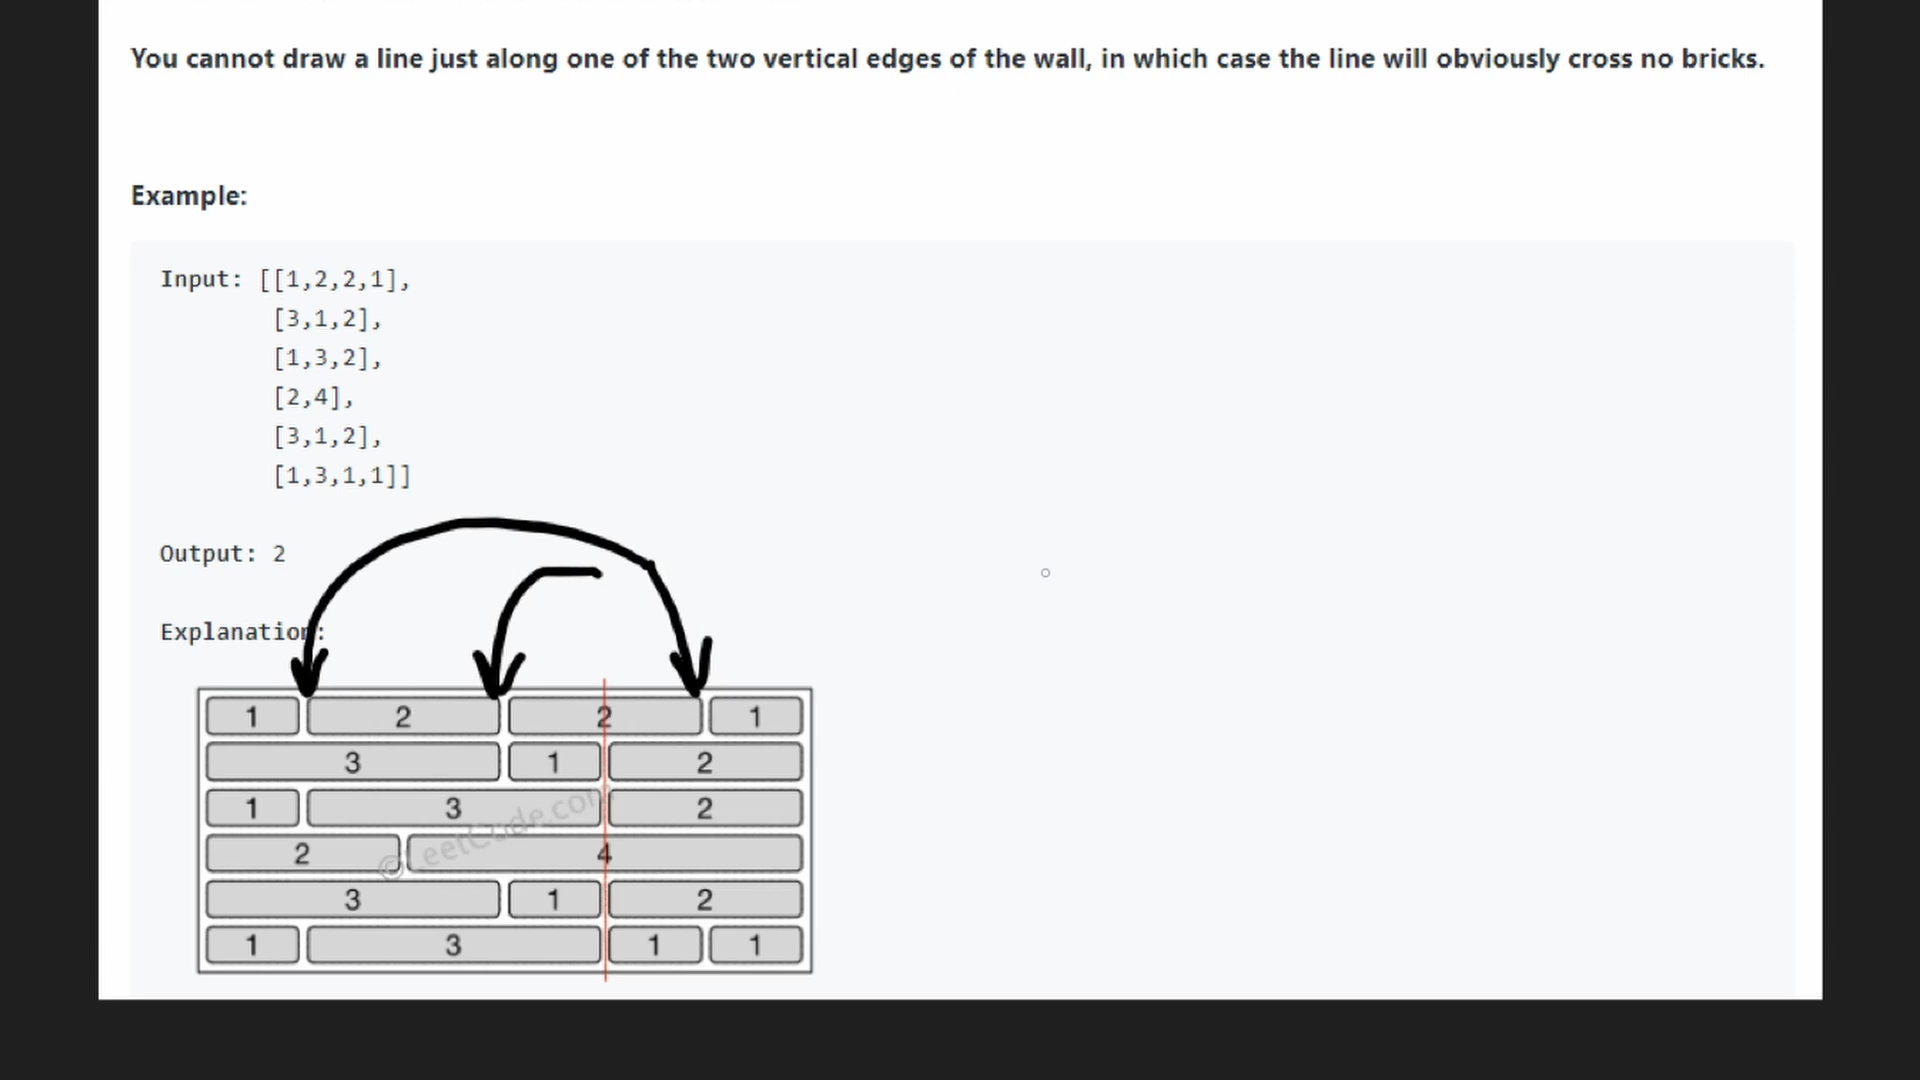 You cannot draw a line just along one of the two vertical edges of the wall, in which case the line will obviously cross no bricks.
Example:
Input: [[1,2,2,1],
[3,1,2],
[1,3,2],
[2,4],
[3,1,2],
[1,3,1,1]]
Output: 2
Explanation:
1 2 2 1
3 1 2
1 3 2
2 4
3 1 2
1 3 1 1
©LeetCode.com